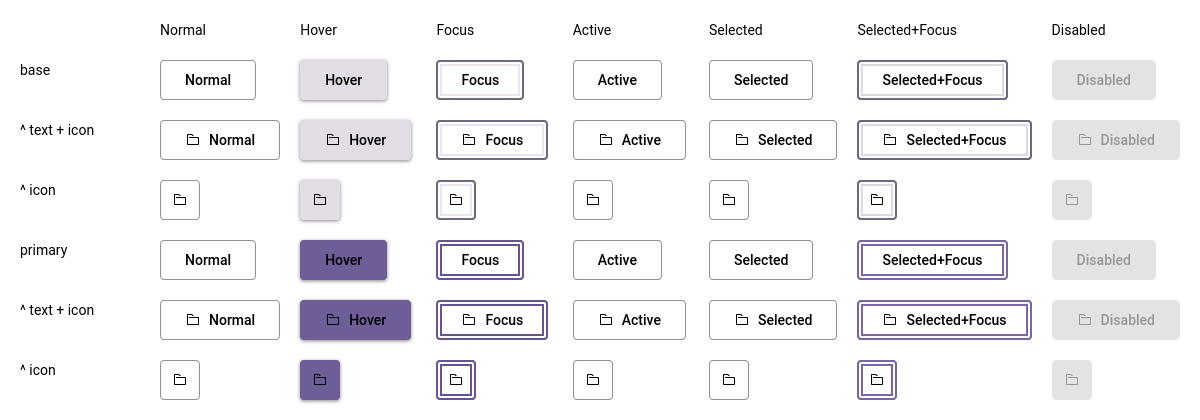 Normal Hover Focus Active Selected Selected+Focus Disabled
base Normal Hover Focus Active Selected Selected+Focus Disabled
^ text + icon Normal Hover Focus Active Selected Selected+Focus Disabled
^ icon
primary Normal Hover Focus Active Selected Selected+Focus Disabled
^ text + icon Normal Hover Focus Active Selected Selected+Focus Disabled
^ icon